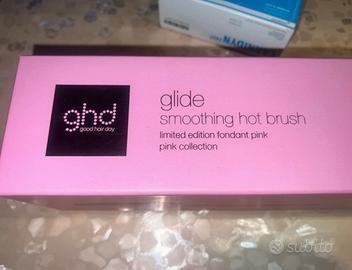 ghd
good hair day
glide
smoothing hot brush
limited edition fondant pink
pink collection
subito